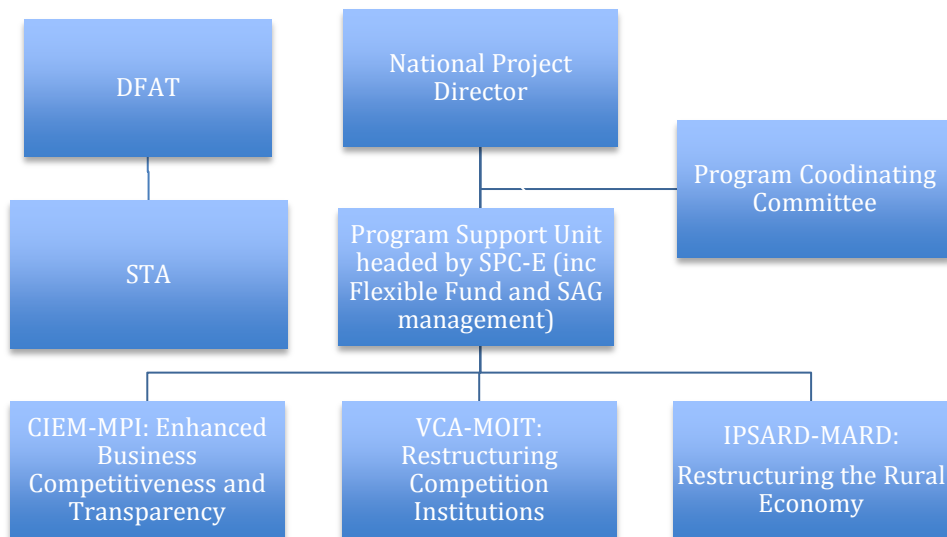 DFAT
National Project
Director
Program Coodinating
Committee
STA
Program Support Unit
headed by SPC-E (inc
Flexible Fund and SAG
management)
CIEM-MPI: Enhanced
Business
Competitiveness and
Transparency
VCA-MOIT:
Restructuring
Competition
Institutions
IPSARD-MARD:
Restructuring the Rural
Economy